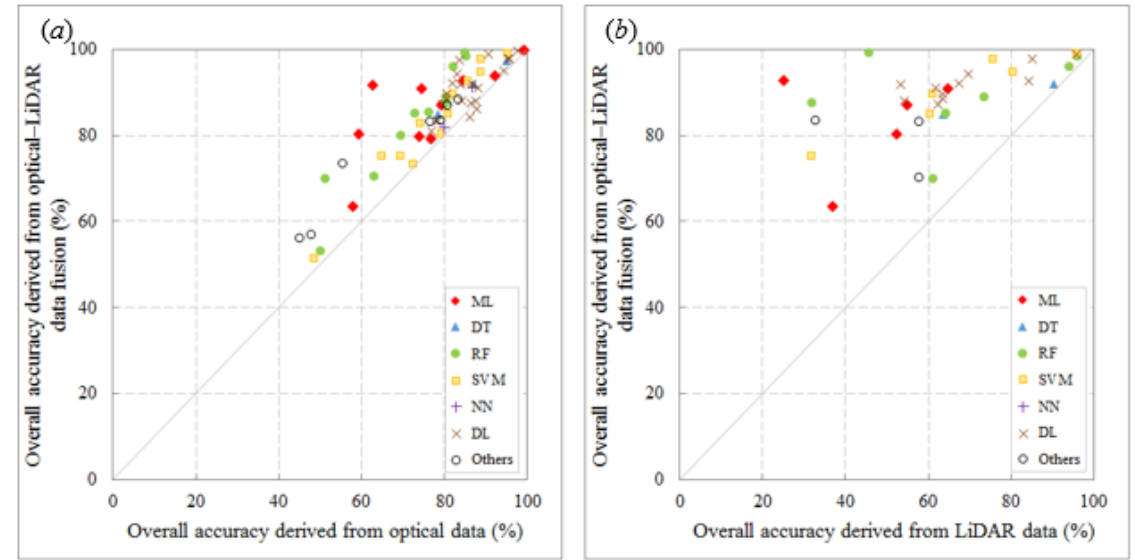 (a)
Overall accuracy derived from optical–LiDAR
data fusion (%)
100
80
60
40
20
0
0 20 40 60 80 100
Overall accuracy derived from optical data (%)
ML
DT
RF
SVM
NN
DL
Others
(b)
Overall accuracy derived from optical–LiDAR
data fusion (%)
100
80
60
40
20
0
0 20 40 60 80 100
Overall accuracy derived from LiDAR data (%)
ML
DT
RF
SVM
NN
DL
Others